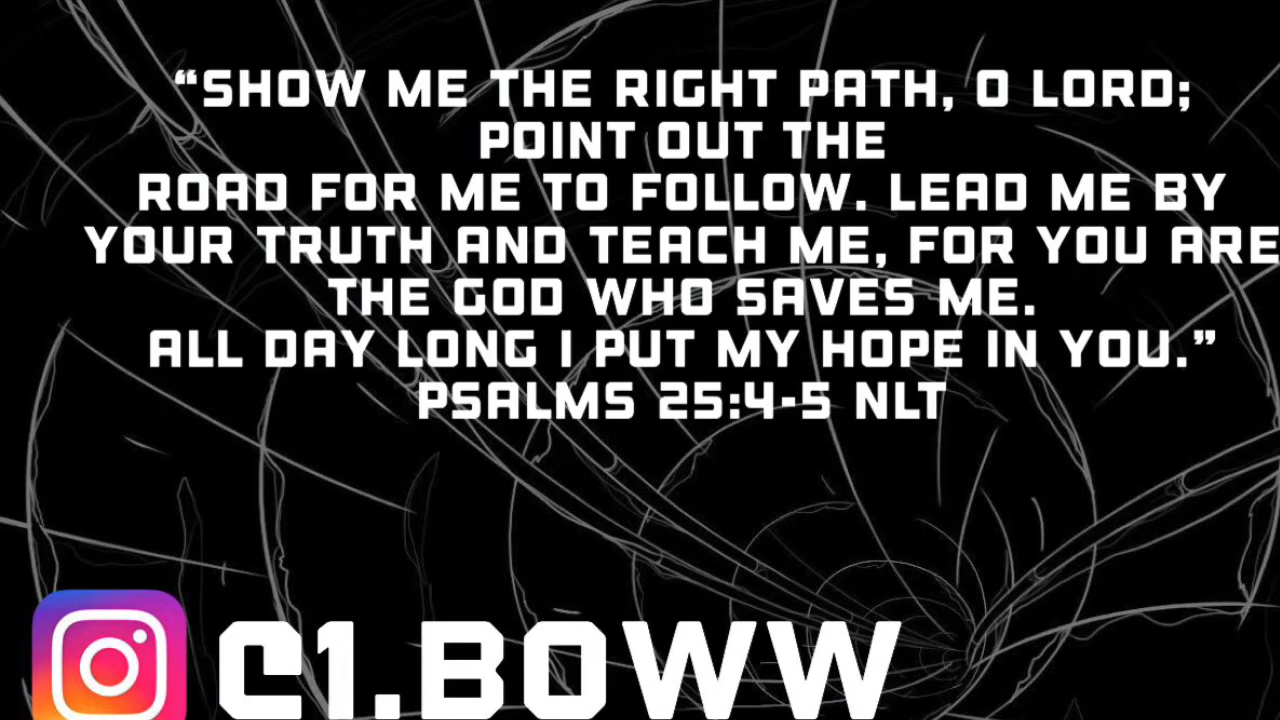 “SHOW ME THE RIGHT PATH, O LORD;
POINT OUT THE
ROAD FOR ME TO FOLLOW. LEAD ME BY
YOUR TRUTH AND TEACH ME, FOR YOU ARE
THE GOD WHO SAVES ME.
ALL DAY LONG I PUT MY HOPE IN YOU.”
PSALMS 25:4-5 NLT
C1.BOWW